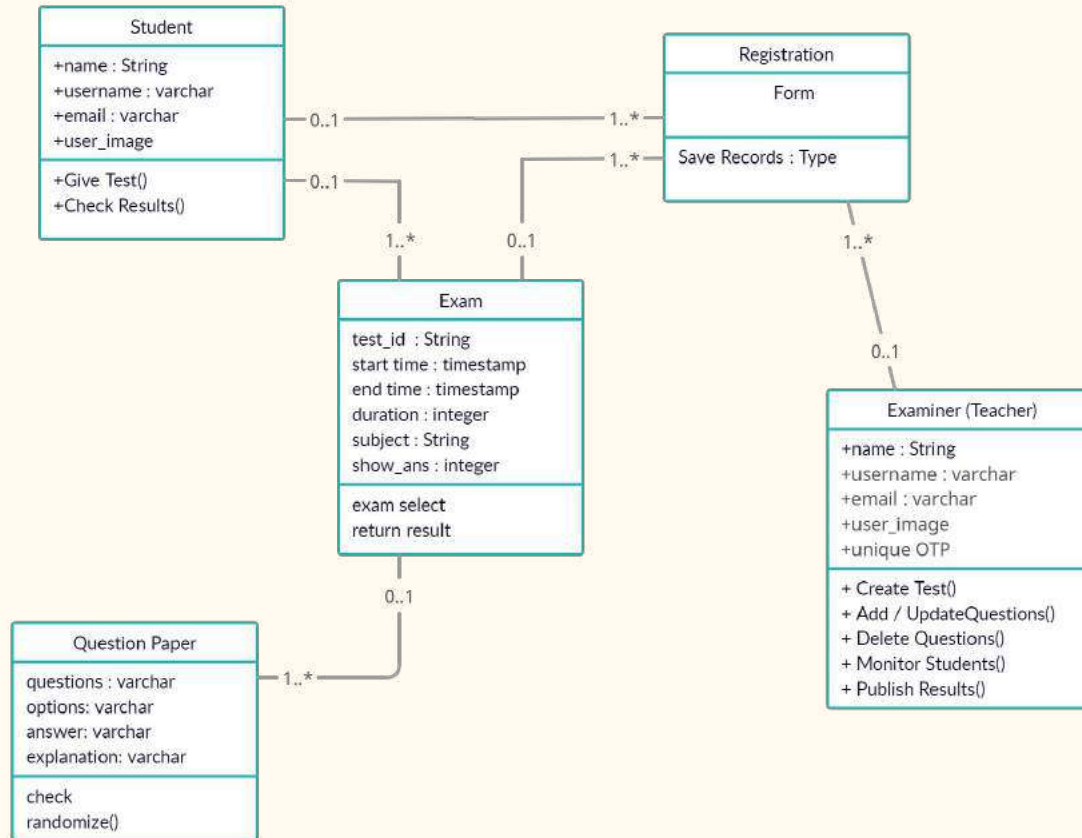 Student
+name : String
+username : varchar
+email : varchar
+user_image
+Give Test()
+Check Results()
Registration
Form
Save Records : Type
0..1
1..*
0..1
1..*
1..*
0..1
1..*
0..1
Exam
test_id : String
start time : timestamp
end time : timestamp
duration : integer
subject : String
show_ans : integer
exam select
return result
Examiner (Teacher)
+name : String
+username : varchar
+email : varchar
+user_image
+unique OTP
+ Create Test()
+ Add / UpdateQuestions()
+ Delete Questions()
+ Monitor Students()
+ Publish Results()
0..1
1..*
Question Paper
questions : varchar
options: varchar
answer: varchar
explanation: varchar
check
randomize()